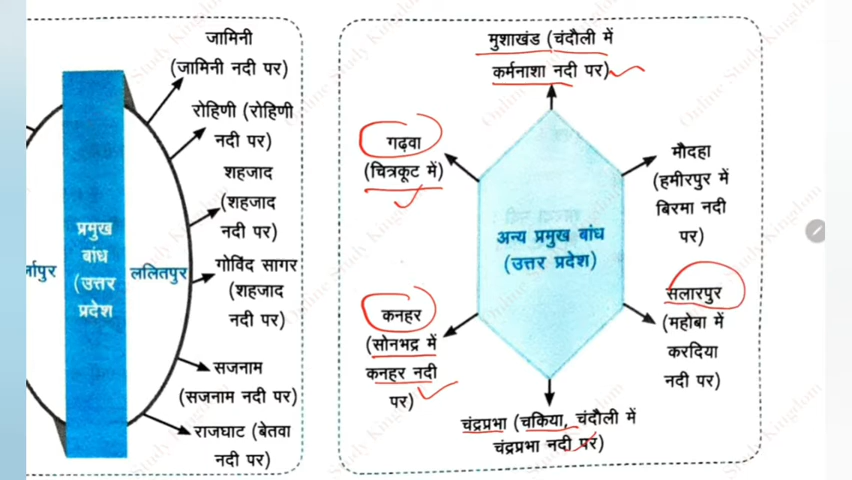 जामिनी
(जामिनी नदी पर)
रोहिणी (रोहिणी
नदी पर)
शहजाद
(शहजाद
नदी पर)
गोविंद सागर
(शहजाद
नदी पर)
सजनाम
(सजनाम नदी पर)
राजघाट (बेतवा
नदी पर)
प्रमुख
बांध
(उत्तर
प्रदेश
ललितपुर
मुशाखंड (चंदौली में
कर्मनाशा नदी पर)
गढ़वा
(चित्रकूट में)
मौदहा
(हमीरपुर में
बिरमा नदी
पर)
अन्य प्रमुख बांध
(उत्तर प्रदेश)
कनहर
(सोनभद्र में
कनहर नदी
पर)
सलारपुर
(महोबा में
करदिया
नदी पर)
चंद्रप्रभा (चकिया, चंदौली में
चंद्रप्रभा नदी पर)
Online Study Kingdom